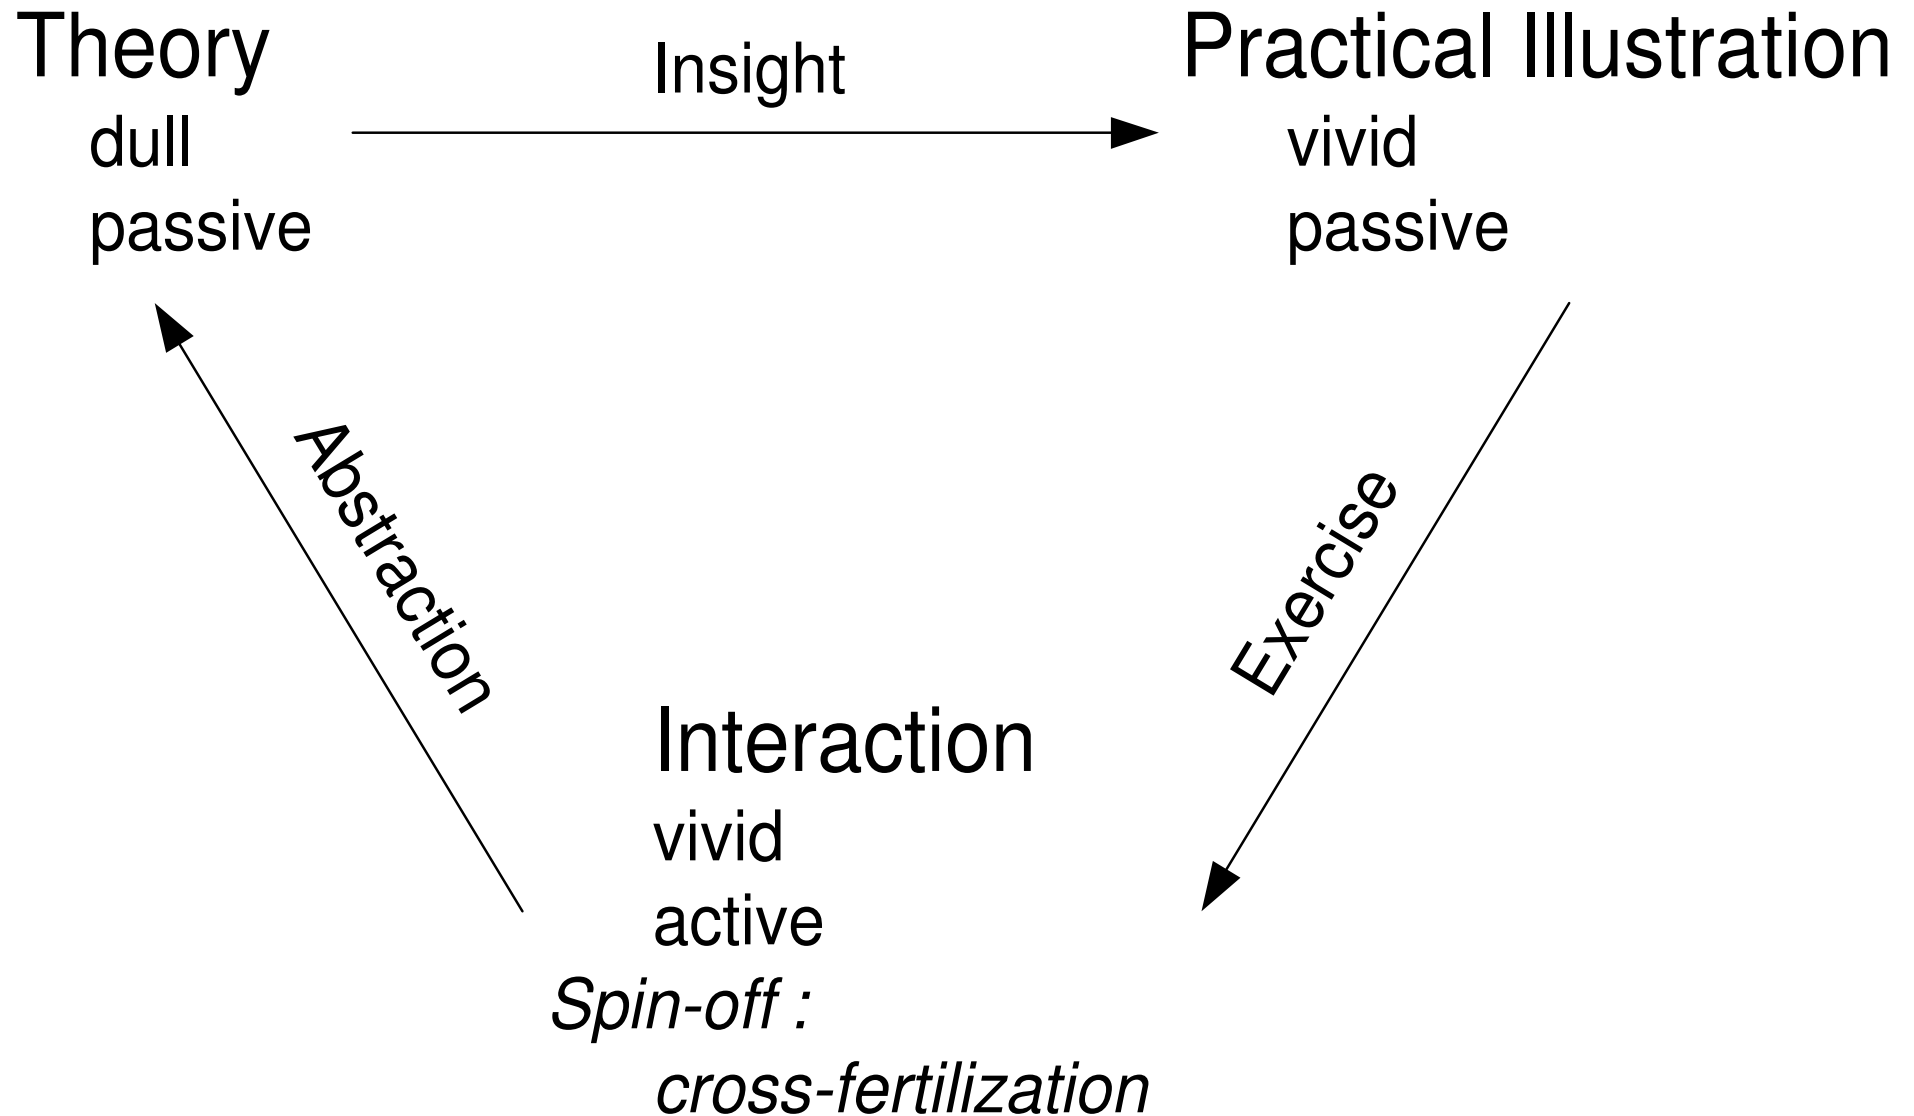 Theory
dull
passive
Insight
Practical Illustration
vivid
passive
Abstraction
Exercise
Interaction
vivid
active
Spin-off :
cross-fertilization